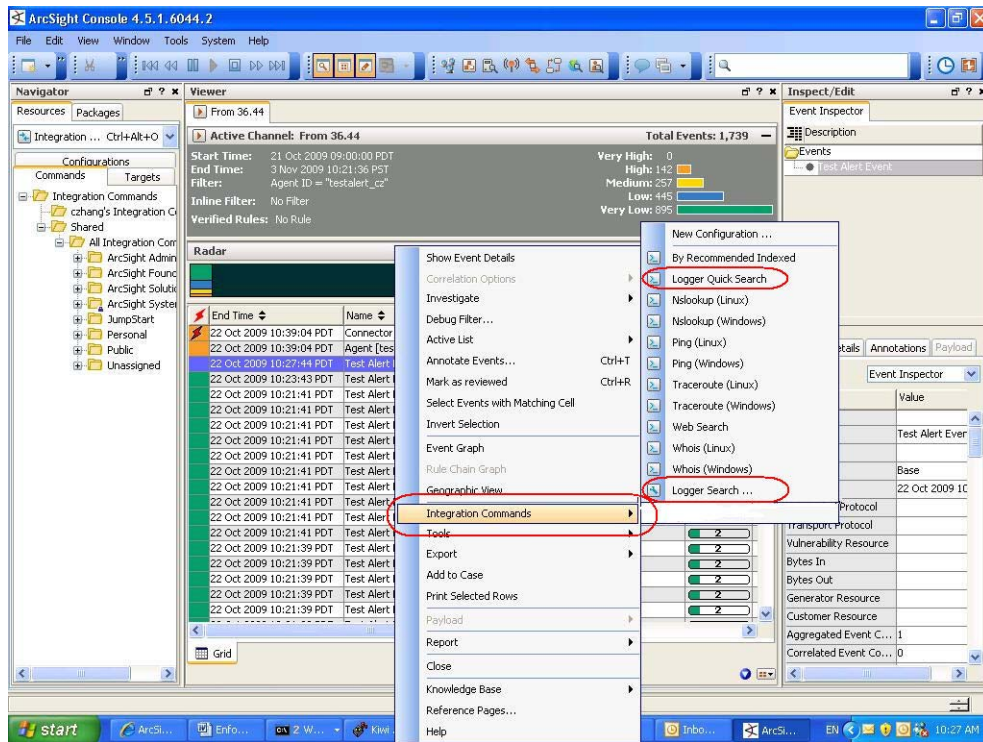 ArcSight Console 4.5.1.6044.2
File Edit View Window Tools System Help
Navigator
Resources Packages
Integration ... Ctrl+Alt+O
Configurations
Commands Targets
Integration Commands
czhang's Integration C
Shared
All Integration Com
ArcSight Admin
ArcSight Found
ArcSight Soluti
ArcSight System
JumpStart
Personal
Public
Unassigned
Viewer
From 36.44
Active Channel: From 36.44 Total Events: 1,739
Start Time: 21 Oct 2009 09:00:00 PDT
End Time: 3 Nov 2009 10:21:36 PST
Filter: Agent ID = "testalert_cz"
Inline Filter: No Filter
Verified Rules: No Rule
Very High: 0
High: 142
Medium: 257
Low: 445
Very Low: 895
Radar
End Time Name
22 Oct 2009 10:39:04 PDT Connector
22 Oct 2009 10:39:04 PDT Agent [tes
22 Oct 2009 10:27:44 PDT Test Alert
22 Oct 2009 10:23:43 PDT Test Alert
22 Oct 2009 10:21:41 PDT Test Alert
22 Oct 2009 10:21:41 PDT Test Alert
22 Oct 2009 10:21:41 PDT Test Alert
22 Oct 2009 10:21:41 PDT Test Alert
22 Oct 2009 10:21:41 PDT Test Alert
22 Oct 2009 10:21:41 PDT Test Alert
22 Oct 2009 10:21:41 PDT Test Alert
22 Oct 2009 10:21:41 PDT Test Alert
22 Oct 2009 10:21:41 PDT Test Alert 2
22 Oct 2009 10:21:39 PDT Test Alert 2
22 Oct 2009 10:21:39 PDT Test Alert 2
22 Oct 2009 10:21:39 PDT Test Alert 2
22 Oct 2009 10:21:39 PDT Test Alert 2
22 Oct 2009 10:21:39 PDT Test Alert 2
Grid
Show Event Details
Correlation Options
Investigate
Debug Filter...
Active List
Annotate Events... Ctrl+T
Mark as reviewed Ctrl+R
Select Events with Matching Cell
Invert Selection
Event Graph
Rule Chain Graph
Geographic View
Integration Commands
Tools
Export
Add to Case
Print Selected Rows
Payload
Report
Close
Knowledge Base
Reference Pages...
Help
New Configuration ...
By Recommended Indexed
Logger Quick Search
Nslookup (Linux)
Nslookup (Windows)
Ping (Linux)
Ping (Windows)
Traceroute (Linux)
Traceroute (Windows)
Web Search
Whois (Linux)
Whois (Windows)
Logger Search ...
Inspect/Edit
Event Inspector
Description
Events
Test Alert Event
etails Annotations Payload
Event Inspector
Value
Test Alert Ever
Base
22 Oct 2009 10
Protocol
Transport Protocol
Vulnerability Resource
Bytes In
Bytes Out
Generator Resource
Customer Resource
Aggregated Event C... 1
Correlated Event Co... 0
start ArcSi... Enfo... 2 W... Kiwi Inbo... ArcSi... EN 10:27 AM